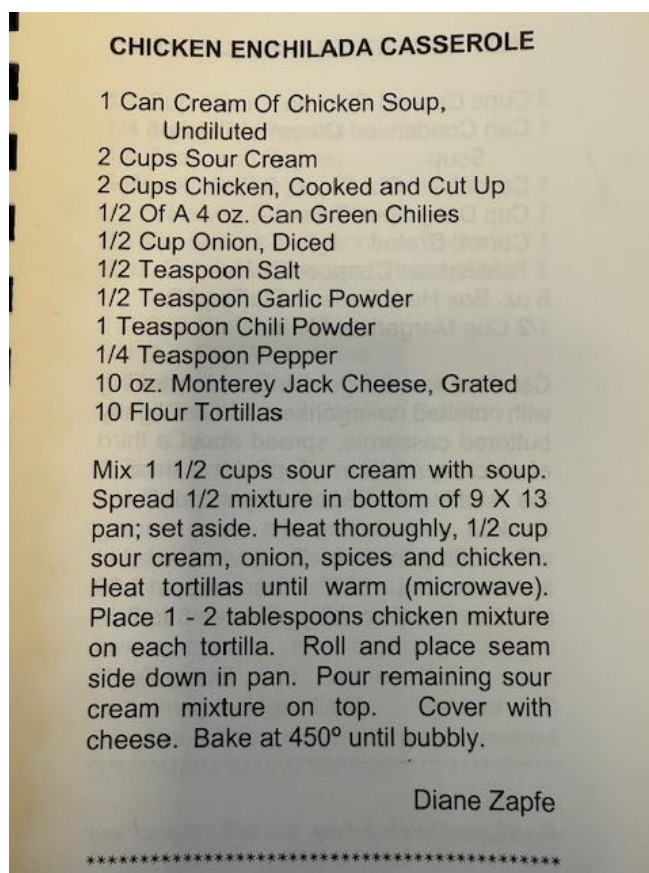 CHICKEN ENCHILADA CASSEROLE
1 Can Cream Of Chicken Soup,
Undiluted
2 Cups Sour Cream
2 Cups Chicken, Cooked and Cut Up
1/2 Of A 4 oz. Can Green Chilies
1/2 Cup Onion, Diced
1/2 Teaspoon Salt
1/2 Teaspoon Garlic Powder
1 Teaspoon Chili Powder
1/4 Teaspoon Pepper
10 oz. Monterey Jack Cheese, Grated
10 Flour Tortillas
Mix 1 1/2 cups sour cream with soup.
Spread 1/2 mixture in bottom of 9 X 13
pan; set aside. Heat thoroughly, 1/2 cup
sour cream, onion, spices and chicken.
Heat tortillas until warm (microwave).
Place 1 - 2 tablespoons chicken mixture
on each tortilla. Roll and place seam
side down in pan. Pour remaining sour
cream mixture on top. Cover with
cheese. Bake at 450º until bubbly.
Diane Zapfe
*********************************************